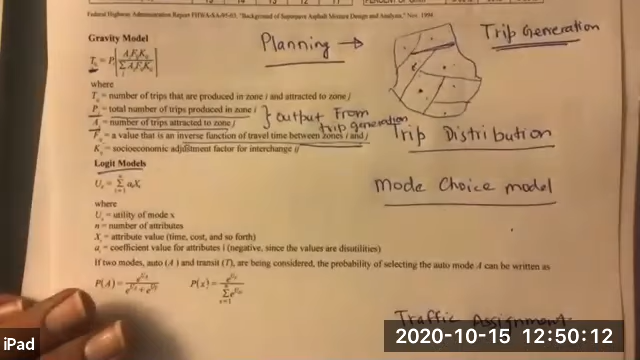 Federal Highway Administration Report FHWA-SA-95-03, "Background of Superpave Asphalt Mixture Design and Analysis," Nov. 1994.
Gravity Model
Planning →
Trip Generation
where
T = number of trips that are produced in zone i and attracted to zone j
P = total number of trips produced in zone i
A = number of trips attracted to zone j
} output From trip generation
F = a value that is an inverse function of travel time between zones i and j
K = socioeconomic adjustment factor for interchange ij
Trip Distribution
Logit Models
Mode Choice model
where
Uₓ = utility of mode x
n = number of attributes
Xᵢ = attribute value (time, cost, and so forth)
aᵢ = coefficient value for attributes i (negative, since the values are disutilities)
If two modes, auto (A) and transit (T), are being considered, the probability of selecting the auto mode A can be written as
Traffic Assignment
2020-10-15 12:50:12
iPad